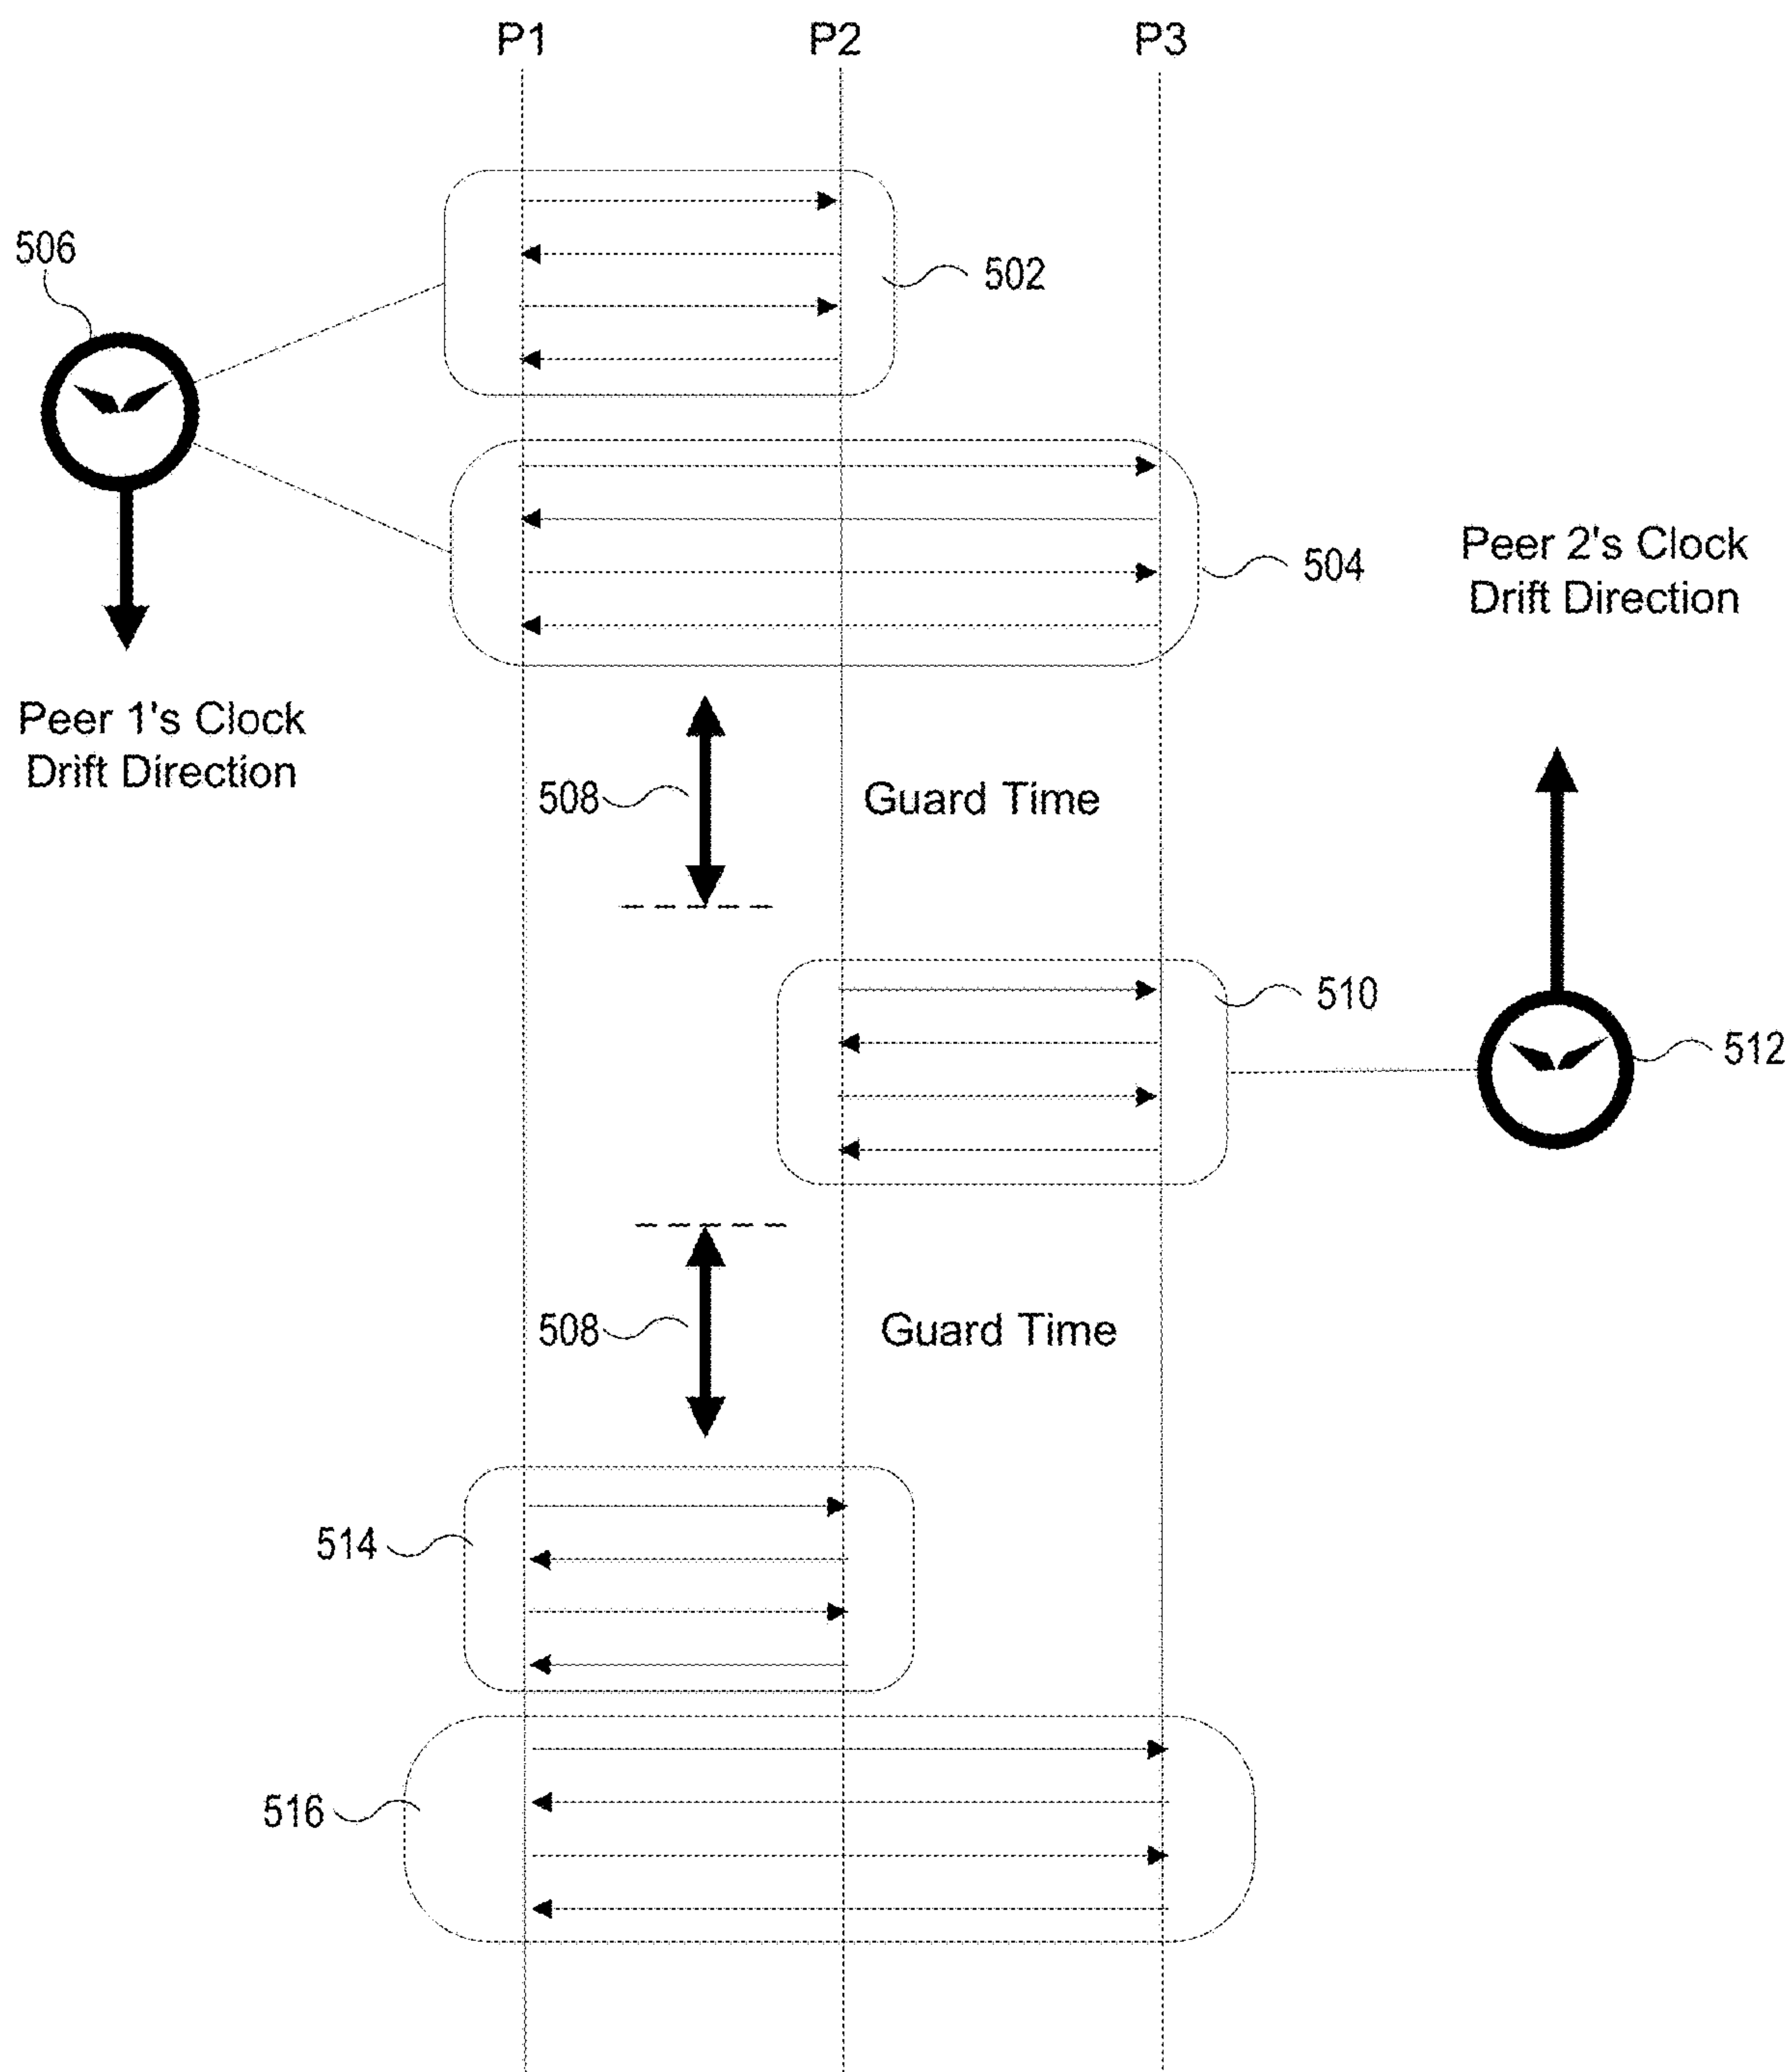 P1
P2
P3
506
502
504
Peer 2's Clock
Drift Direction
Peer 1's Clock
Drift Direction
508
Guard Time
510
512
508
Guard Time
514
516